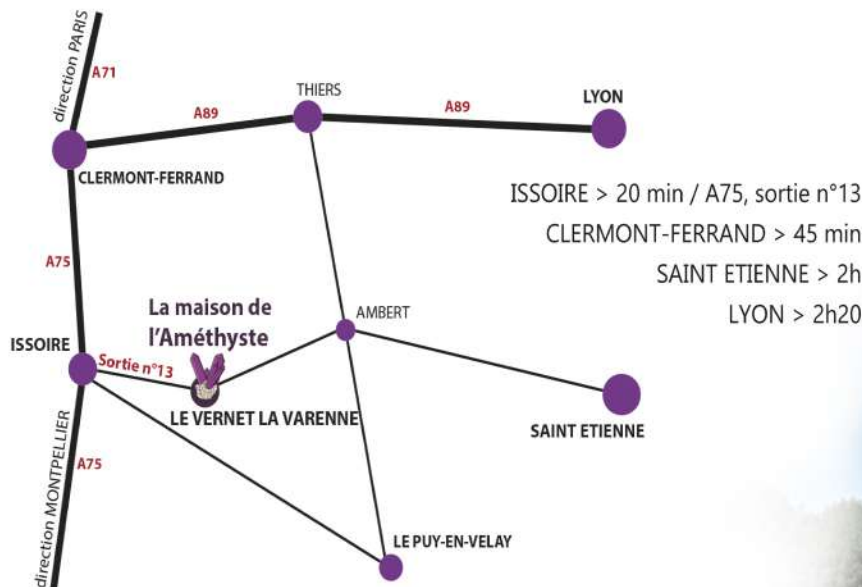 direction PARIS
A71
THIERS
A89
A89
LYON
CLERMONT-FERRAND
ISSOIRE > 20 min / A75, sortie n°13
CLERMONT-FERRAND > 45 min
SAINT ETIENNE > 2h
LYON > 2h20
A75
La maison de
l'Améthyste
AMBERT
ISSOIRE
Sortie n°13
LE VERNET LA VARENNE
SAINT ETIENNE
direction MONTPELLIER
A75
LE PUY-EN-VELAY